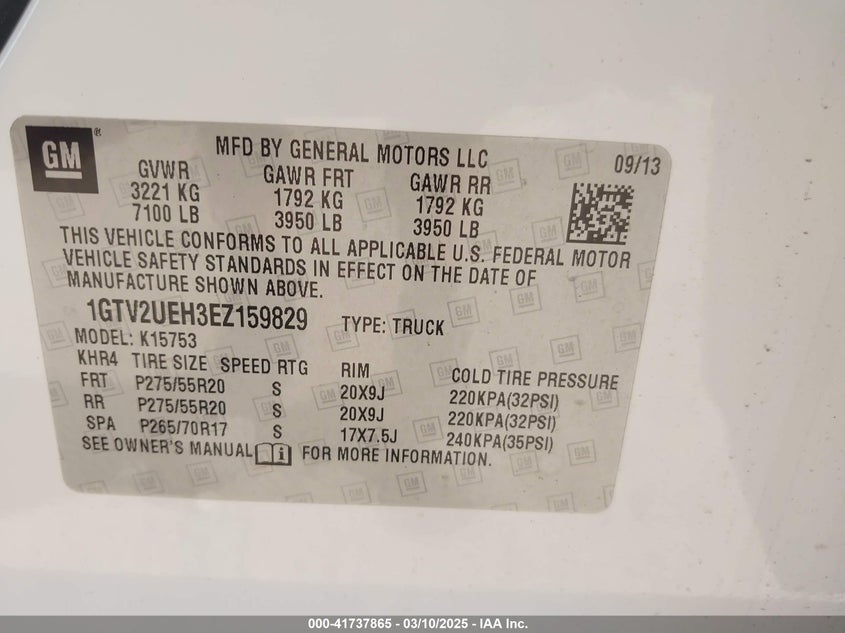 GM ®
MFD BY GENERAL MOTORS LLC 09/13
GVWR GAWR FRT GAWR RR
3221 KG 1792 KG 1792 KG
7100 LB 3950 LB 3950 LB
THIS VEHICLE CONFORMS TO ALL APPLICABLE U.S. FEDERAL MOTOR
VEHICLE SAFETY STANDARDS IN EFFECT ON THE DATE OF
MANUFACTURE SHOWN ABOVE.
1GTV2UEH3EZ159829 TYPE: TRUCK
MODEL: K15753
KHR4 TIRE SIZE SPEED RTG RIM COLD TIRE PRESSURE
FRT P275/55R20 S 20X9J 220KPA(32PSI)
RR P275/55R20 S 20X9J 220KPA(32PSI)
SPA P265/70R17 S 17X7.5J 240KPA(35PSI)
SEE OWNER'S MANUAL i FOR MORE INFORMATION.
000-41737865 - 03/10/2025 - IAA Inc.